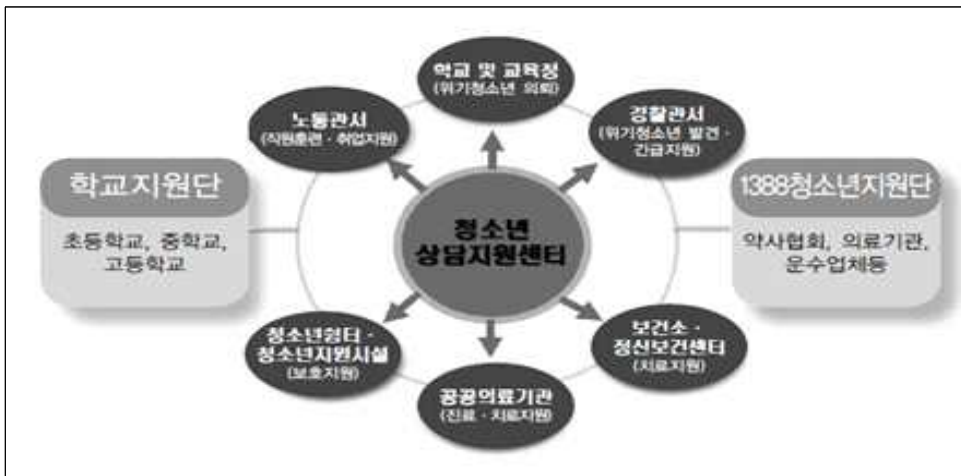 학교 및 교육청
(위기청소년 의뢰)
노동관서
(직원훈련·취업지원)
경찰관서
(위기청소년 발견·
긴급지원)
학교지원단
초등학교, 중학교,
고등학교
청소년
상담지원센터
1388청소년지원단
약사협회, 의료기관,
운수업체등
청소년쉼터·
청소년지원시설
(보호지원)
보건소·
정신보건센터
(치료지원)
공공의료기관
(진료·치료지원)